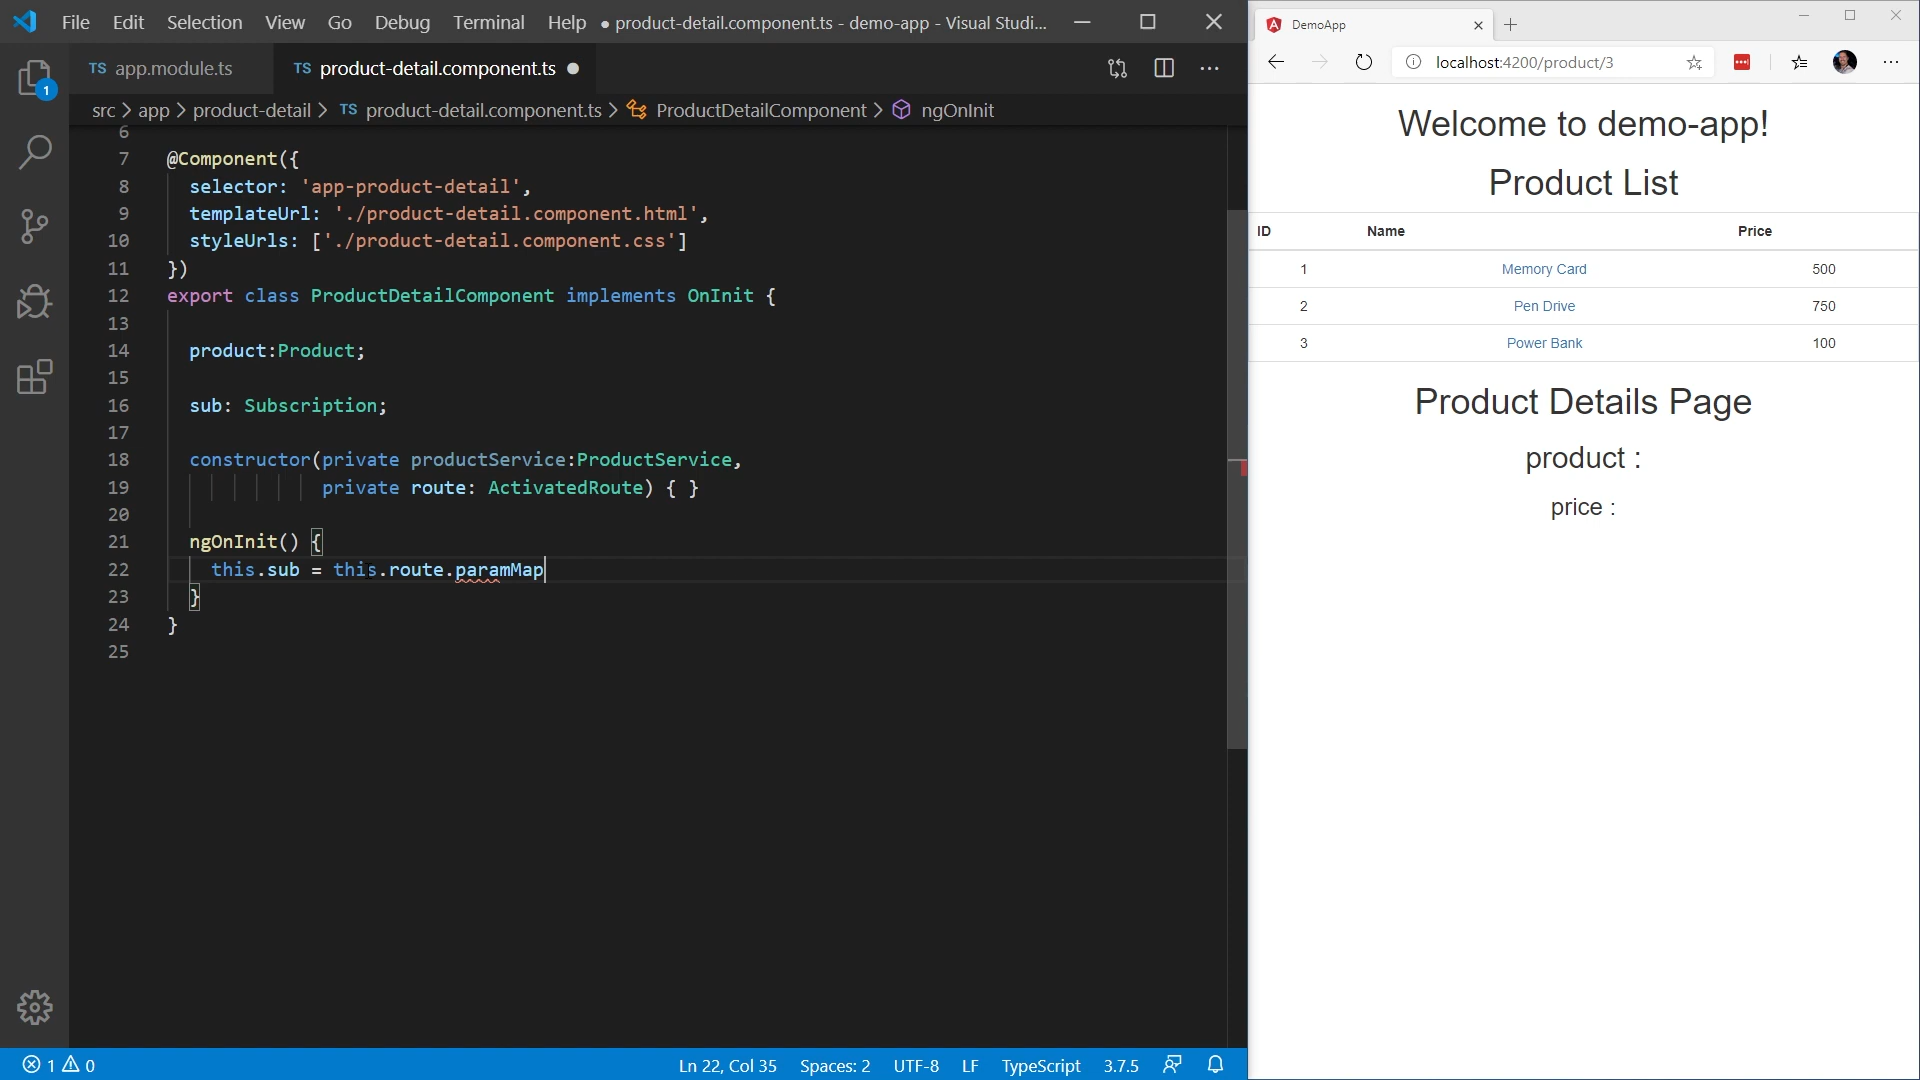 File Edit Selection View Go Debug Terminal Help ● product-detail.component.ts - demo-app - Visual Studi...
TS app.module.ts TS product-detail.component.ts ●
src > app > product-detail > TS product-detail.component.ts > ProductDetailComponent > ngOnInit
1
6
7 @Component({
8 selector: 'app-product-detail',
9 templateUrl: './product-detail.component.html',
10 styleUrls: ['./product-detail.component.css']
11 })
12 export class ProductDetailComponent implements OnInit {
13
14 product:Product;
15
16 sub: Subscription;
17
18 constructor(private productService:ProductService,
19 private route: ActivatedRoute) { }
20
21 ngOnInit() {
22 this.sub = this.route.paramMap
23 }
24 }
25
1 0 Ln 22, Col 35 Spaces: 2 UTF-8 LF TypeScript 3.7.5
DemoApp
localhost:4200/product/3
Welcome to demo-app!
Product List
ID Name Price
1 Memory Card 500
2 Pen Drive 750
3 Power Bank 100
Product Details Page
product :
price :